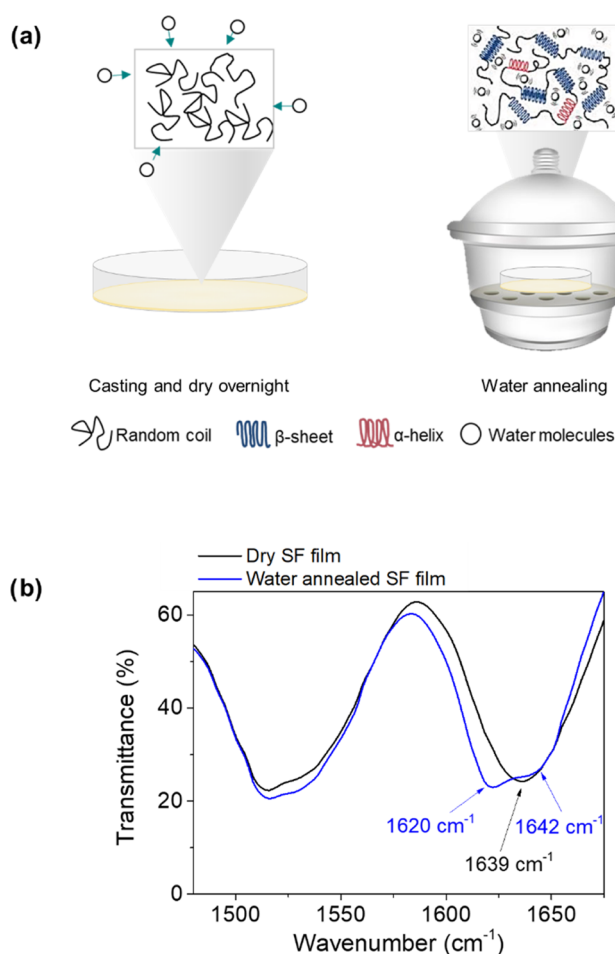 (a)
Casting and dry overnight
Water annealing
Random coil
β-sheet
α-helix
Water molecules
(b)
Dry SF film
Water annealed SF film
Transmittance (%)
60
40
20
0
1620 cm⁻¹
1642 cm⁻¹
1639 cm⁻¹
1500
1550
1600
1650
Wavenumber (cm⁻¹)